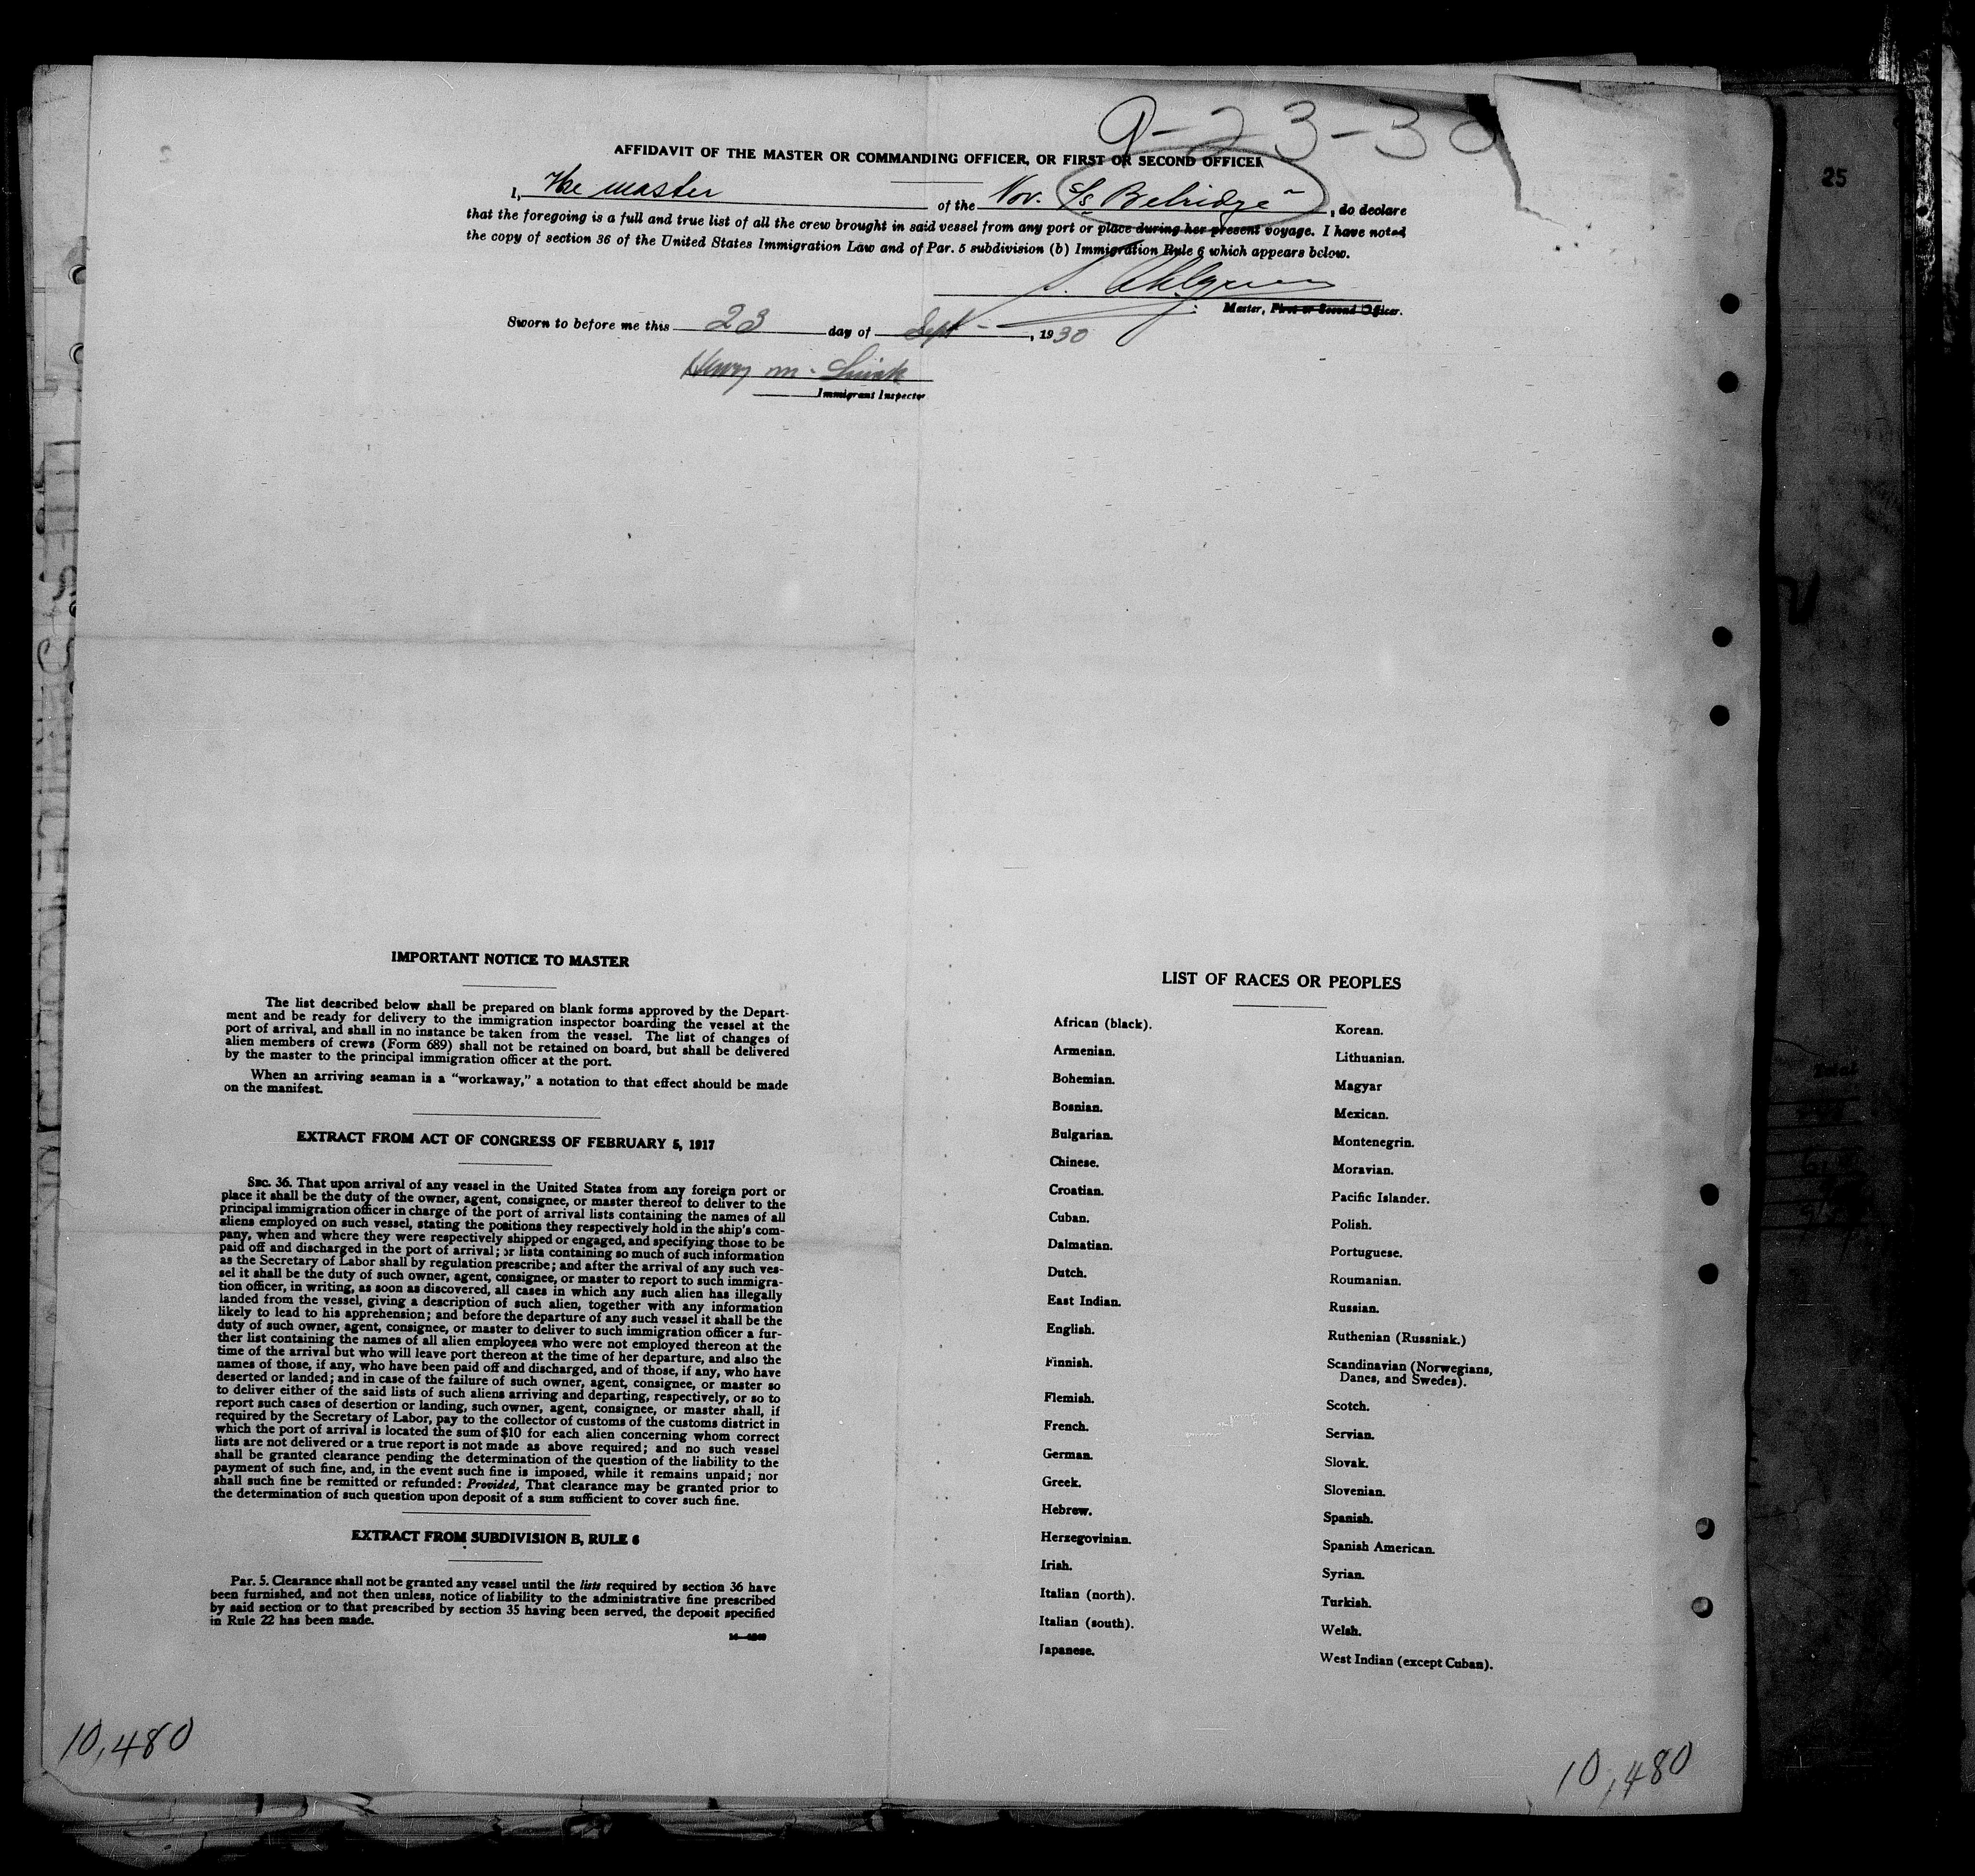 9-23-30
AFFIDAVIT OF THE MASTER OR COMMANDING OFFICER, OR FIRST OR SECOND OFFICER
I, The master of the Nor. S/s "Belridge", do declare
that the foregoing is a full and true list of all the crew brought in said vessel from any port or place during her present voyage. I have noted
the copy of section 36 of the United States Immigration Law and of Par. 5 subdivision (b) Immigration Rule 6 which appears below.
Master, First or Second Officer.
Sworn to before me this 23 day of Sept - , 1930
Henry M.
Immigrant Inspector
25
IMPORTANT NOTICE TO MASTER
The list described below shall be prepared on blank forms approved by the Depart-
ment and be ready for delivery to the immigration inspector boarding the vessel at the
port of arrival, and shall in no instance be taken from the vessel. The list of changes of
alien members of crews (Form 689) shall not be retained on board, but shall be delivered
by the master to the principal immigration officer at the port.
When an arriving seaman is a "workaway," a notation to that effect should be made
on the manifest.
EXTRACT FROM ACT OF CONGRESS OF FEBRUARY 5, 1917
SEC. 36. That upon arrival of any vessel in the United States from any foreign port or
place it shall be the duty of the owner, agent, consignee, or master thereof to deliver to the
principal immigration officer in charge of the port of arrival lists containing the names of all
aliens employed on such vessel, stating the positions they respectively hold in the ship's com-
pany, when and where they were respectively shipped or engaged, and specifying those to be
paid off and discharged in the port of arrival; or lists containing so much of such information
as the Secretary of Labor shall by regulation prescribe; and after the arrival of any such ves-
sel it shall be the duty of such owner, agent, consignee, or master to report to such immigra-
tion officer, in writing, as soon as discovered, all cases in which any such alien has illegally
landed from the vessel, giving a description of such alien, together with any information
likely to lead to his apprehension; and before the departure of any such vessel it shall be the
duty of such owner, agent, consignee, or master to deliver to such immigration officer a fur-
ther list containing the names of all alien employees who were not employed thereon at the
time of the arrival but who will leave port thereon at the time of her departure, and also the
names of those, if any, who have been paid off and discharged, and of those, if any, who have
deserted or landed; and in case of the failure of such owner, agent, consignee, or master so
to deliver either of the said lists of such aliens arriving and departing, respectively, or so to
report such cases of desertion or landing, such owner, agent, consignee, or master shall, if
required by the Secretary of Labor, pay to the collector of customs of the customs district in
which the port of arrival is located the sum of $10 for each alien concerning whom correct
lists are not delivered or a true report is not made as above required; and no such vessel
shall be granted clearance pending the determination of the question of the liability to the
payment of such fine, and, in the event such fine is imposed, while it remains unpaid; nor
shall such fine be remitted or refunded: Provided, That clearance may be granted prior to
the determination of such question upon deposit of a sum sufficient to cover such fine.
EXTRACT FROM SUBDIVISION B, RULE 6
Par. 5. Clearance shall not be granted any vessel until the lists required by section 36 have
been furnished, and not then unless, notice of liability to the administrative fine prescribed
by said section or to that prescribed by section 35 having been served, the deposit specified
in Rule 22 has been made.
LIST OF RACES OR PEOPLES
African (black).
Armenian.
Bohemian.
Bosnian.
Bulgarian.
Chinese.
Croatian.
Cuban.
Dalmatian.
Dutch.
East Indian.
English.
Finnish.
Flemish.
French.
German.
Greek.
Hebrew.
Herzegovinian.
Irish.
Italian (north).
Italian (south).
Japanese.
Korean.
Lithuanian.
Magyar
Mexican.
Montenegrin.
Moravian.
Pacific Islander.
Polish.
Portuguese.
Roumanian.
Russian.
Ruthenian (Russniak.)
Scandinavian (Norwegians,
Danes, and Swedes).
Scotch.
Servian.
Slovak.
Slovenian.
Spanish.
Spanish American.
Syrian.
Turkish.
Welsh.
West Indian (except Cuban).
10,480
10,480